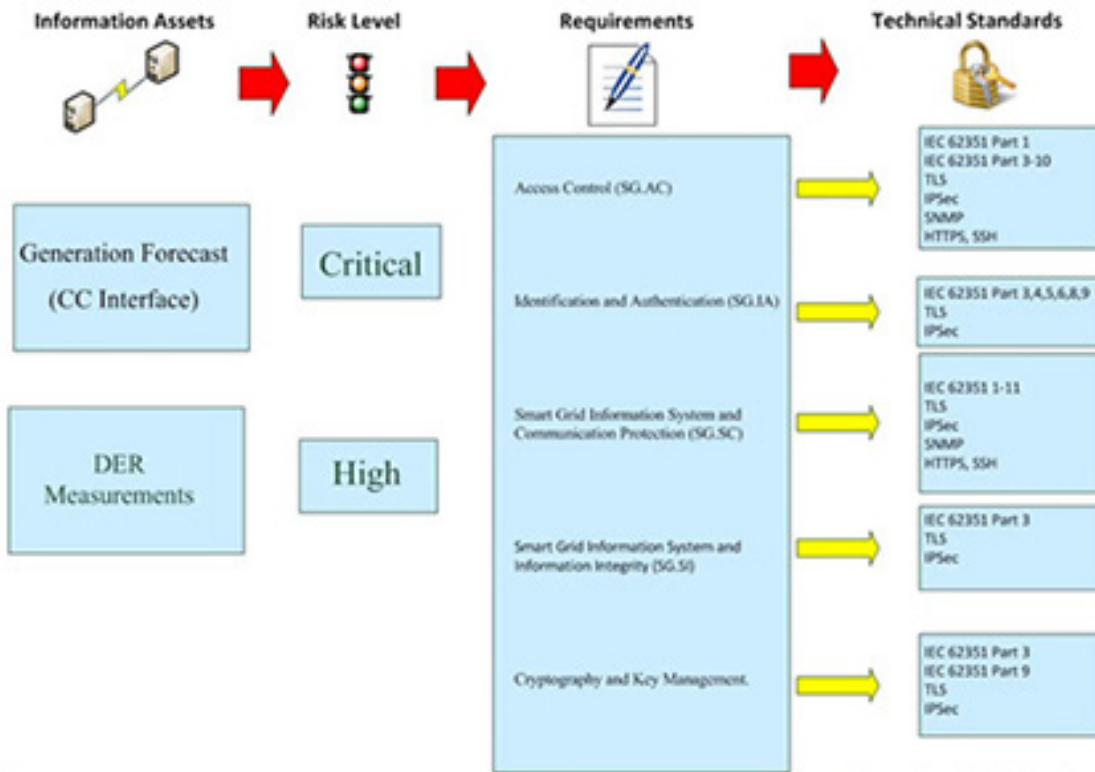 Information Assets
Risk Level
Requirements
Technical Standards
Generation Forecast
(CC Interface)
Critical
DER
Measurements
High
Access Control (SG.AC)
Identification and Authentication (SG.IA)
Smart Grid Information System and
Communication Protection (SG.SC)
Smart Grid Information System and
Information Integrity (SG.SI)
Cryptography and Key Management.
IEC 62351 Part 1
IEC 62351 Part 3-10
TLS
IPSec
SNMP
HTTPS, SSH
IEC 62351 Part 3,4,5,6,8,9
TLS
IPSec
IEC 62351 1-11
TLS
IPSec
SNMP
HTTPS, SSH
IEC 62351 Part 3
TLS
IPSec
IEC 62351 Part 3
IEC 62351 Part 9
TLS
IPSec